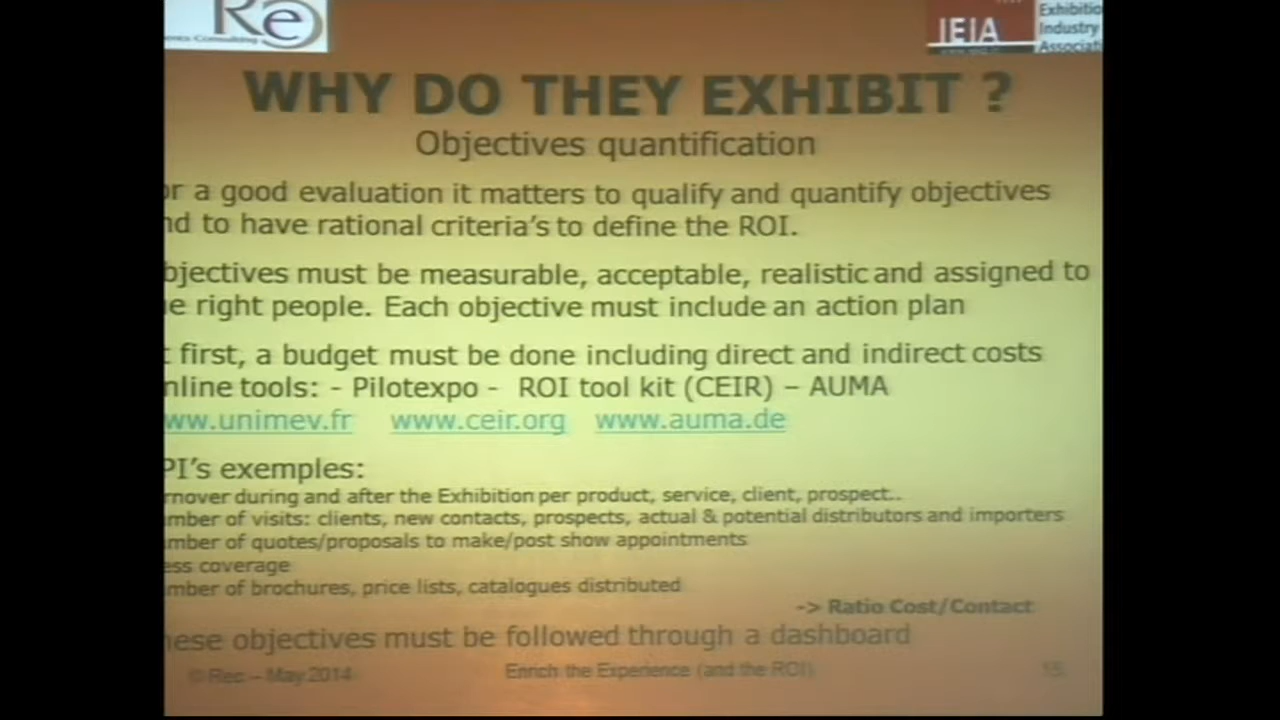 Re
IEIA
Exhibitio
Industry
Associati
WHY DO THEY EXHIBIT ?
Objectives quantification
or a good evaluation it matters to qualify and quantify objectives
nd to have rational criteria's to define the ROI.
bjectives must be measurable, acceptable, realistic and assigned to
e right people. Each objective must include an action plan
t first, a budget must be done including direct and indirect costs
nline tools: - Pilotexpo - ROI tool kit (CEIR) – AUMA
ww.unimev.fr www.ceir.org www.auma.de
PI's exemples:
rnover during and after the Exhibition per product, service, client, prospect..
mber of visits: clients, new contacts, prospects, actual & potential distributors and importers
mber of quotes/proposals to make/post show appointments
ess coverage
mber of brochures, price lists, catalogues distributed
-> Ratio Cost/Contact
hese objectives must be followed through a dashboard
© Rec – May 2014 Enrich the Experience (and the ROI) 15